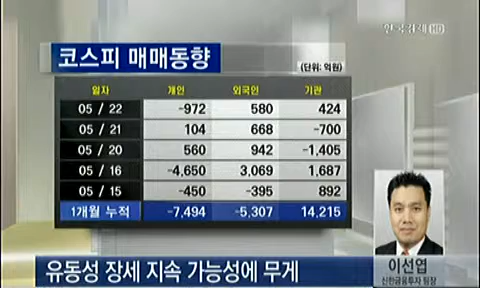 한국경제 HD
코스피 매매동향
(단위: 억원)
일자 개인 외국인 기관
05 / 22 -972 580 424
05 / 21 104 668 -700
05 / 20 560 942 -1,405
05 / 16 -4,650 3,069 1,687
05 / 15 -450 -395 892
1개월 누적 -7,494 -5,307 14,215
이선엽
신한금융투자 팀장
유동성 장세 지속 가능성에 무게